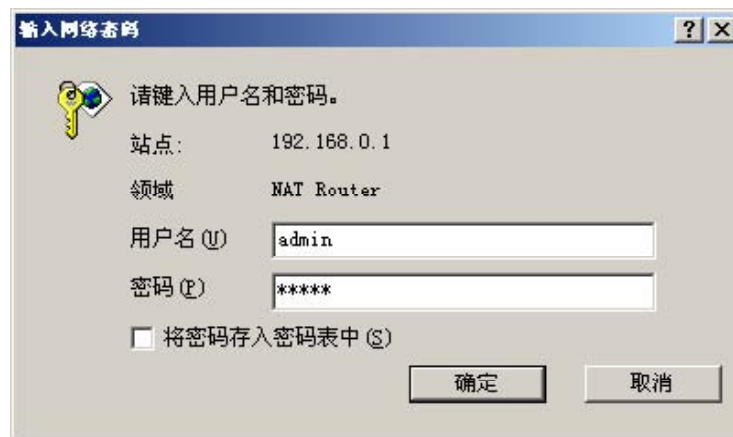 输入网络密码
请键入用户名和密码。
站点: 192.168.0.1
领域 NAT Router
用户名(U) admin
密码(P) *****
将密码存入密码表中(S)
确定 取消